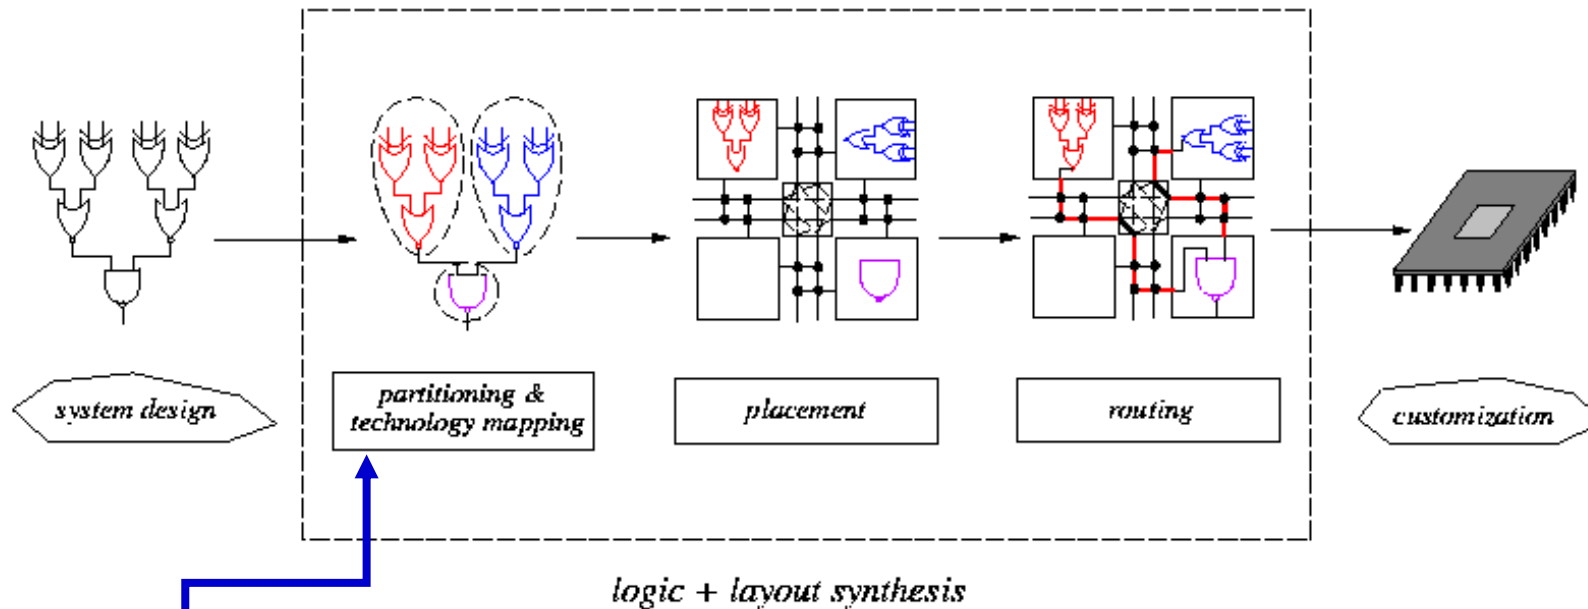 system design
partitioning &
technology mapping
placement
routing
customization
logic + layout synthesis